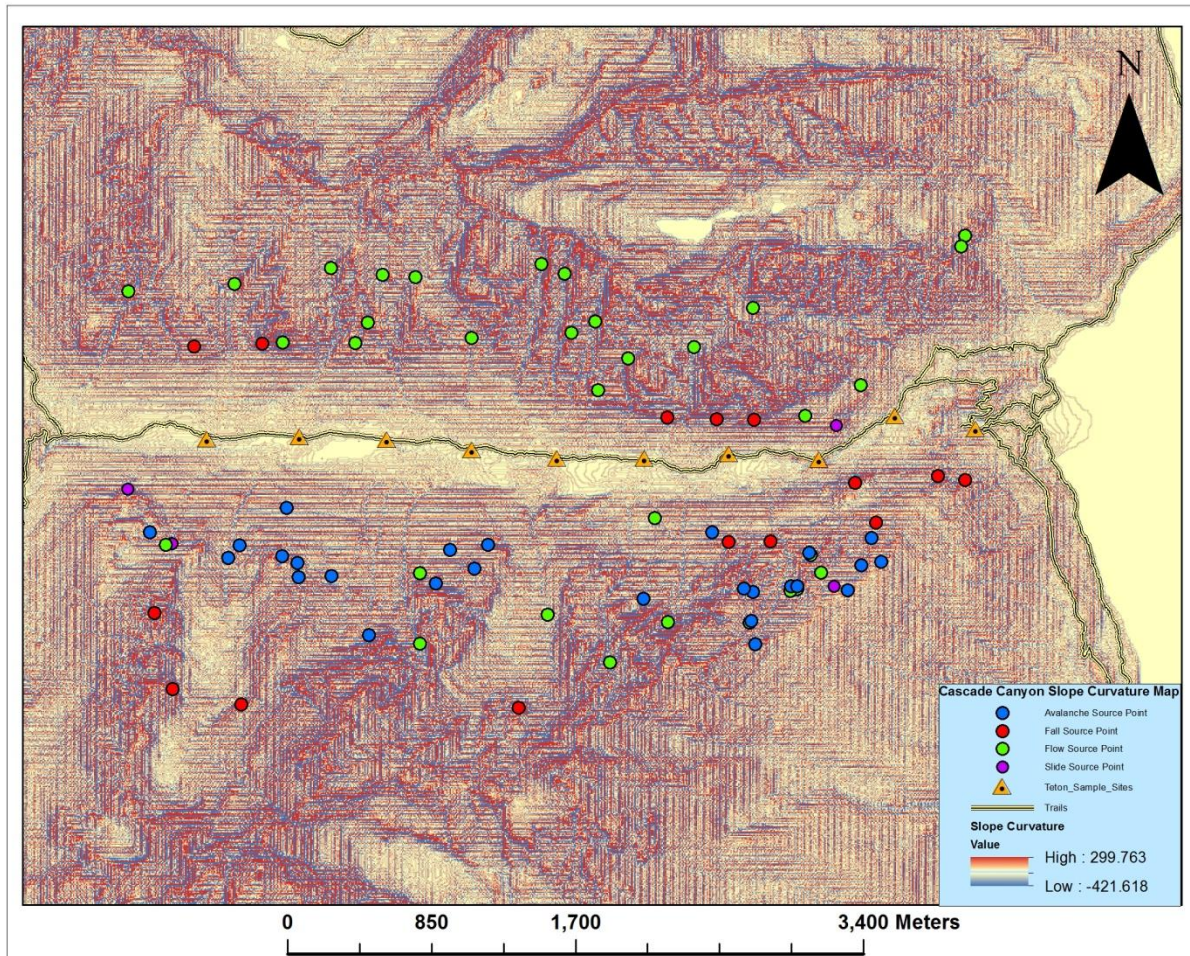 N
Cascade Canyon Slope Curvature Map
Avalanche Source Point
Fall Source Point
Flow Source Point
Slide Source Point
Teton_Sample_Sites
Trails
Slope Curvature
Value
High : 299.763
Low : -421.618
0 850 1,700 3,400 Meters